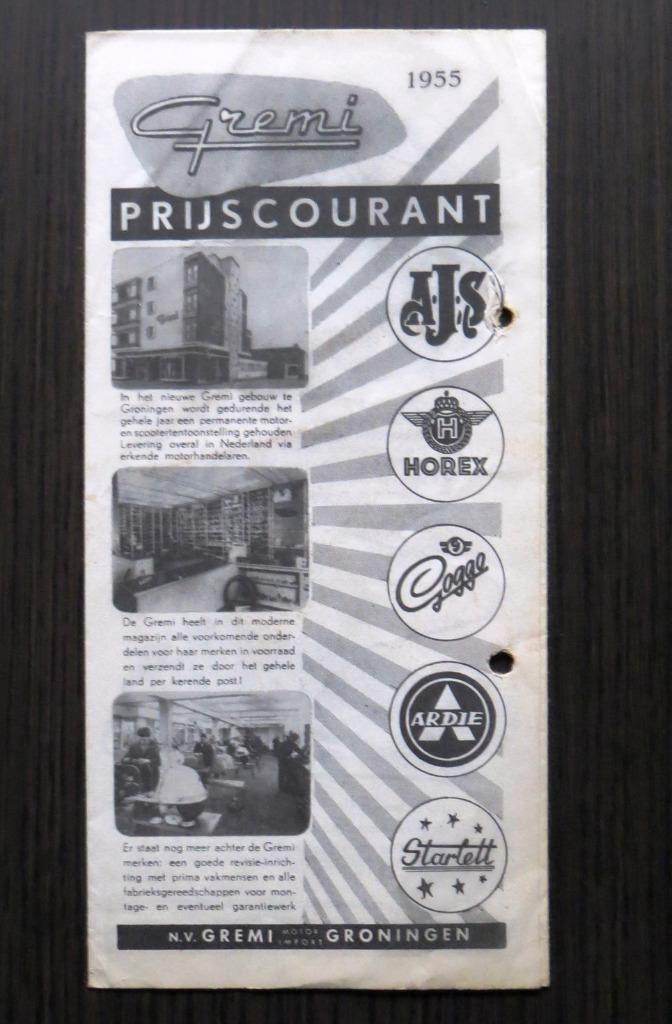 1955
Gremi
PRIJSCOURANT
In het nieuwe Gremi gebouw te
Groningen wordt gedurende het
gehele jaar een permanente motor-
en scootertentoonstelling gehouden
Levering overal in Nederland via
erkende motorhandelaren.
De Gremi heeft in dit moderne
magazijn alle voorkomende onder-
delen voor haar merken in voorraad
en verzendt ze door het gehele
land per kerende post!
Er staat nog meer achter de Gremi
merken: een goede revisie-inrich-
ting met prima vakmensen en alle
fabrieksgereedschappen voor mon-
tage- en eventueel garantiewerk
AJS
H
HOREX
Goggo
ARDIE
Starlett
N.V. GREMI MOTOR IMPORT GRONINGEN